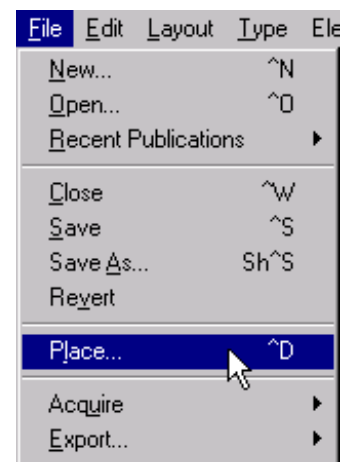 File Edit Layout Type Ele
New... ^N
Open... ^O
Recent Publications
Close ^W
Save ^S
Save As... Sh^S
Revert
Place... ^D
Acquire
Export...